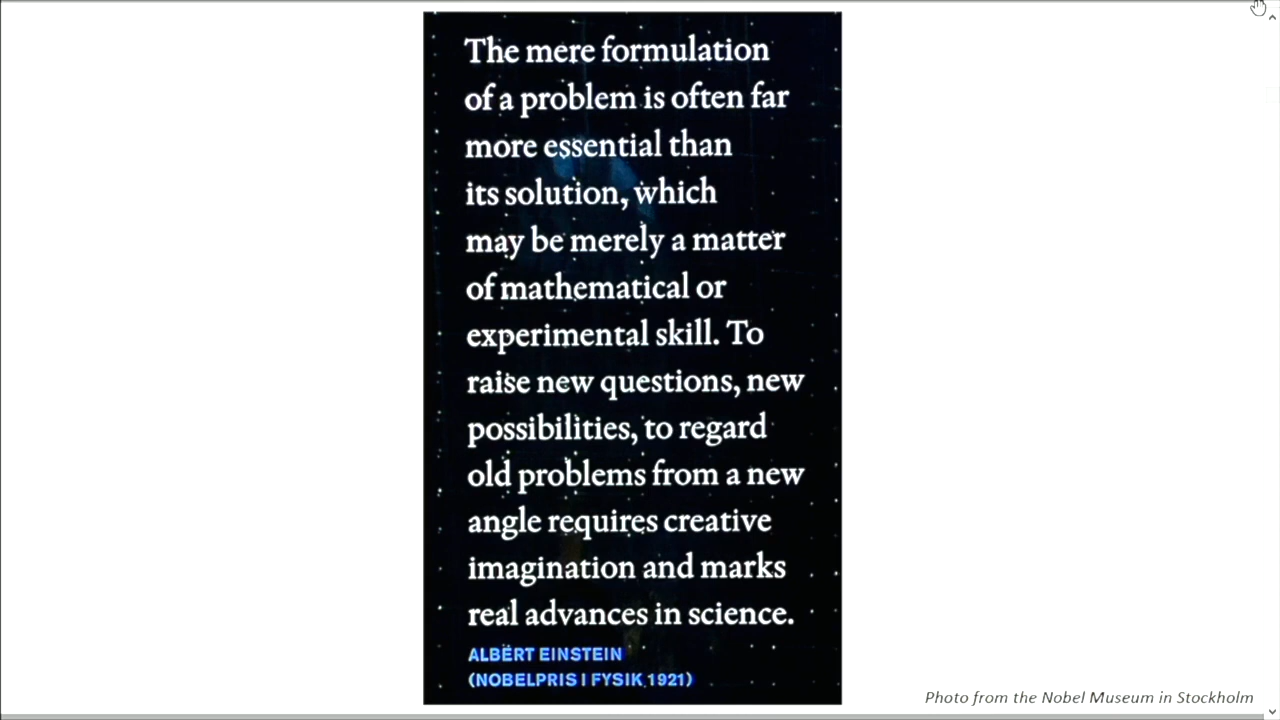 The mere formulation
of a problem is often far
more essential than
its solution, which
may be merely a matter
of mathematical or
experimental skill. To
raise new questions, new
possibilities, to regard
old problems from a new
angle requires creative
imagination and marks
real advances in science.
ALBERT EINSTEIN
(NOBELPRIS I FYSIK 1921)
Photo from the Nobel Museum in Stockholm